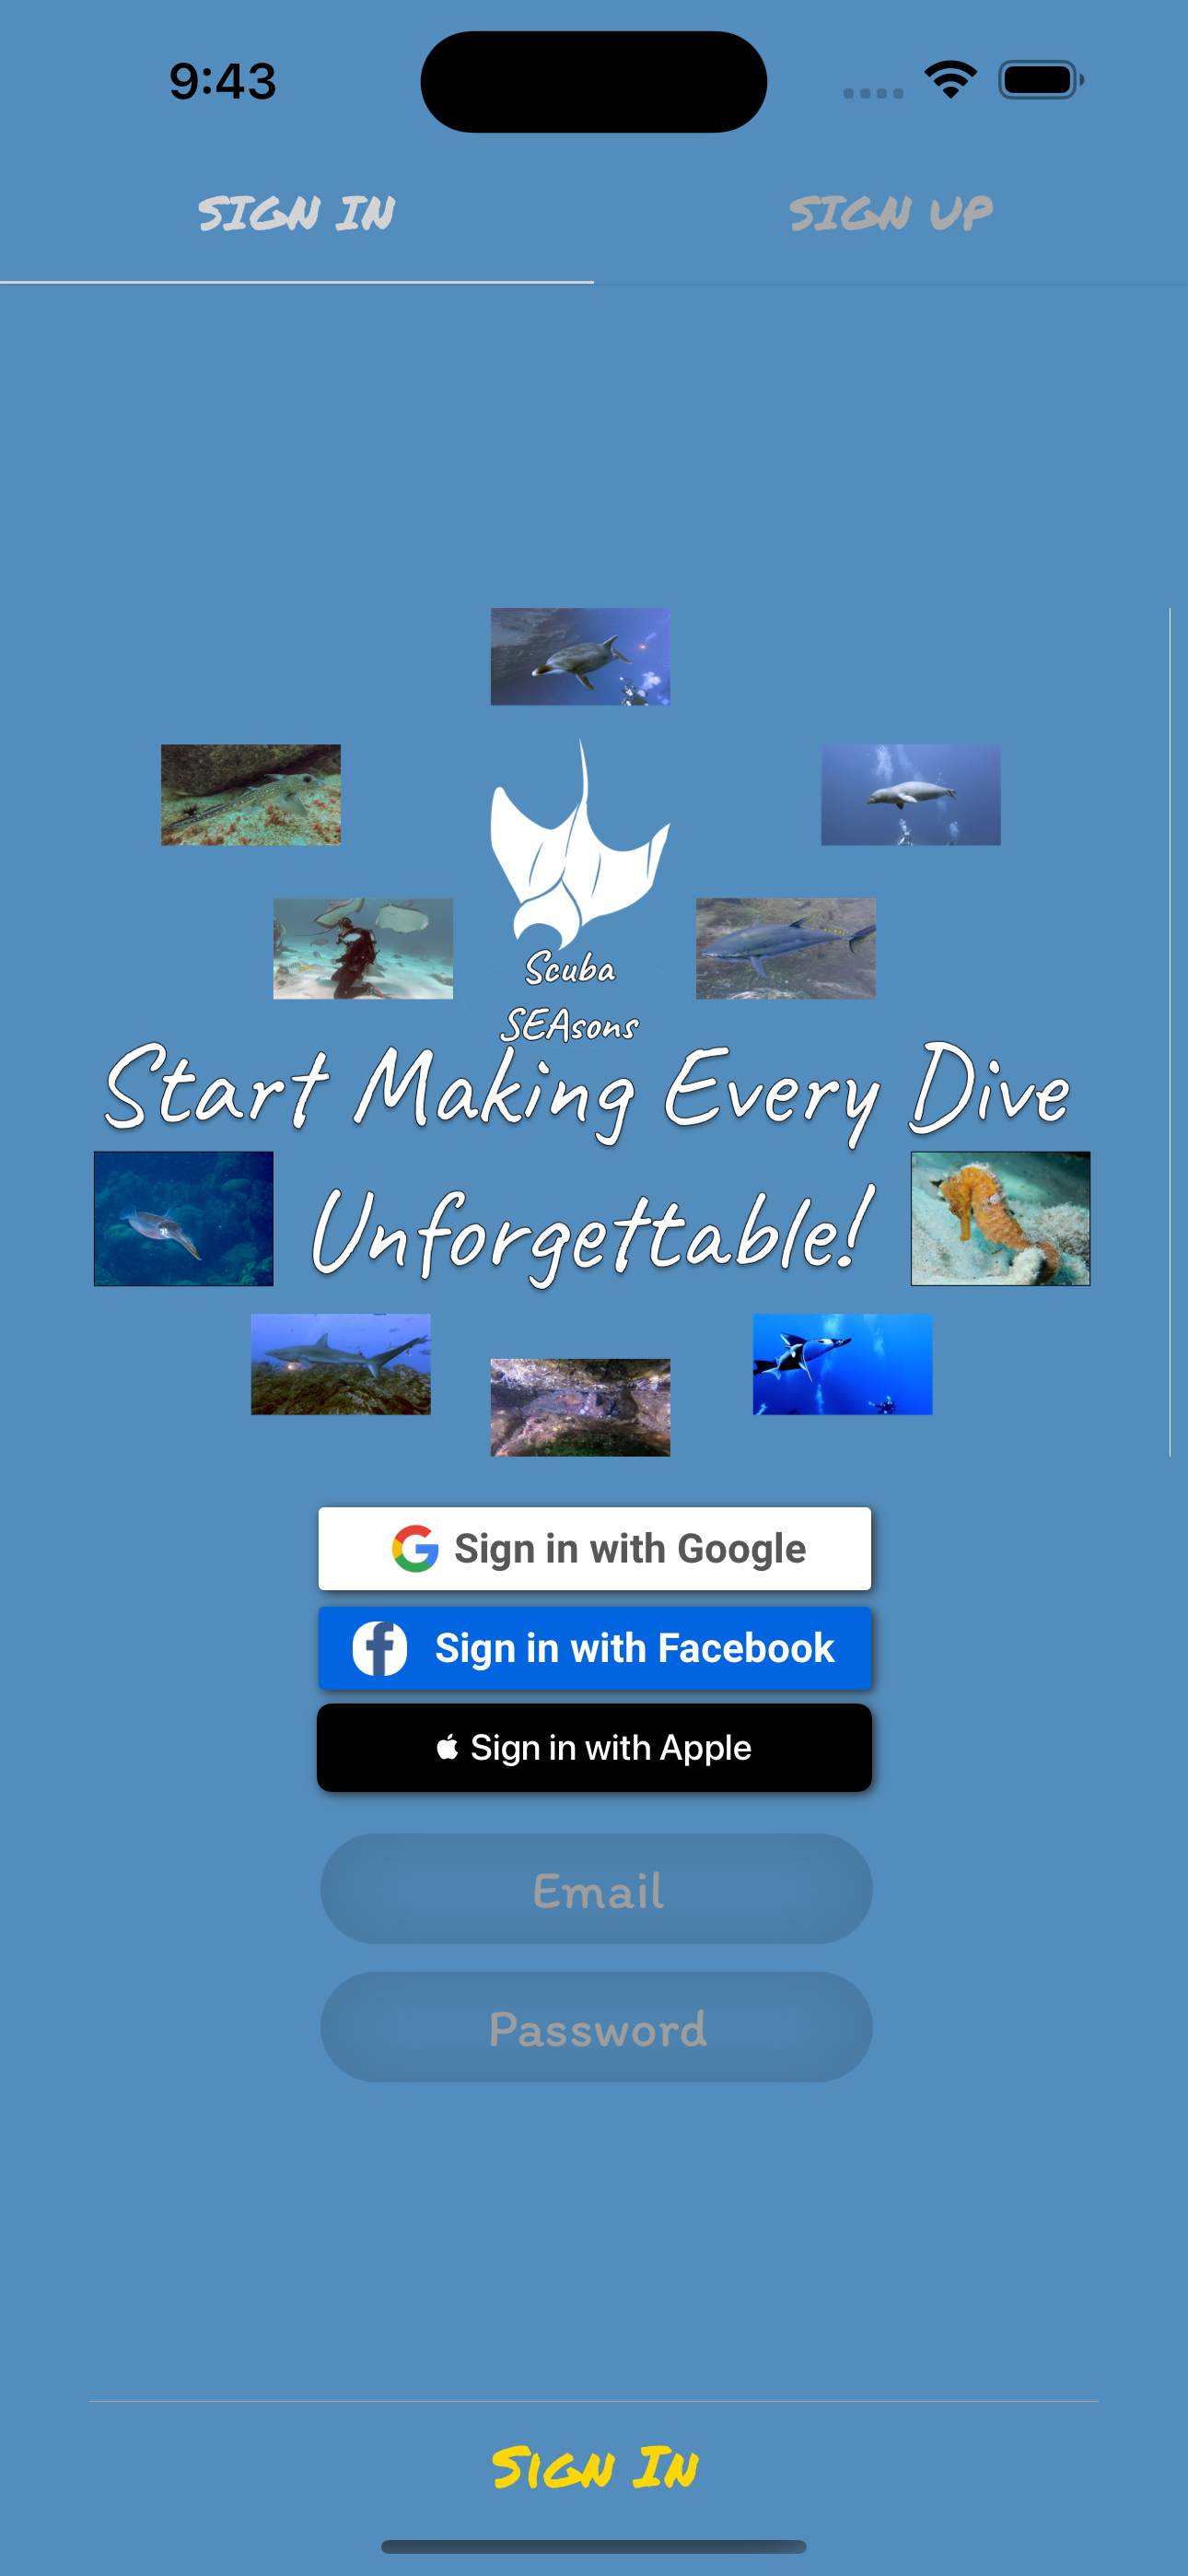 9:43
SIGN IN
SIGN UP
Scuba
SEAsons
Start Making Every Dive
Unforgettable!
Sign in with Google
Sign in with Facebook
Sign in with Apple
Email
Password
Sign In